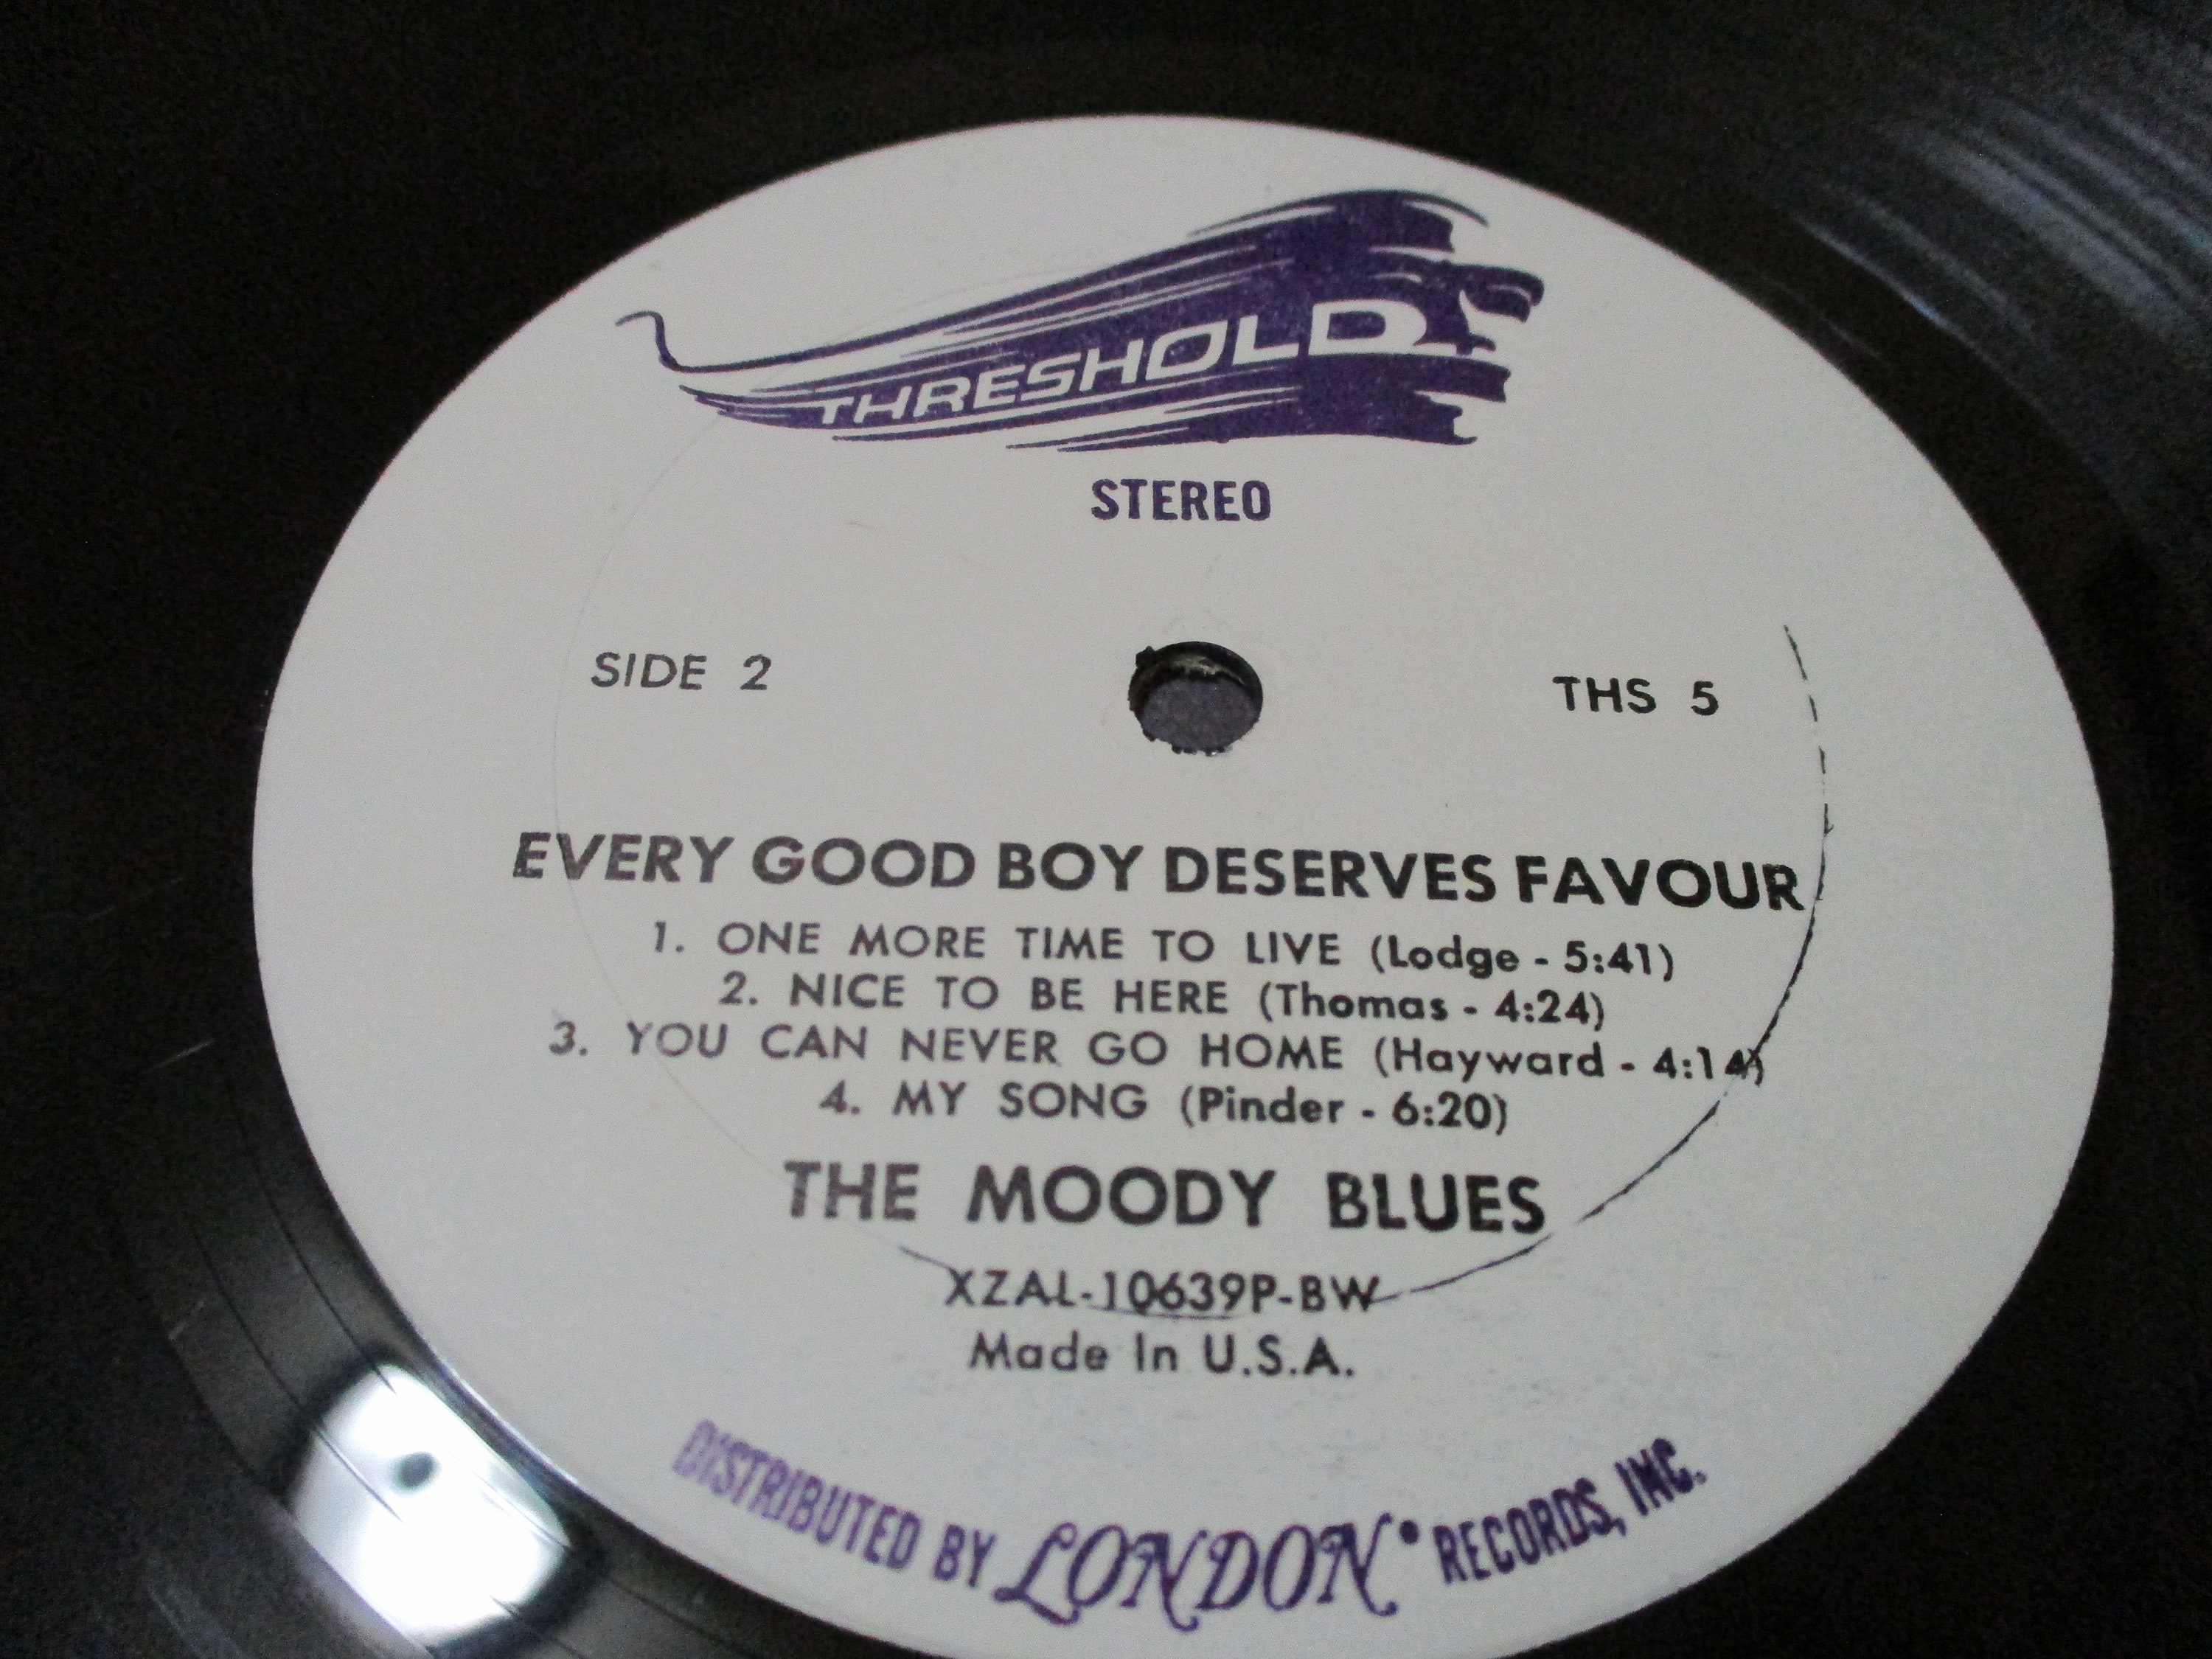 THRESHOLD
STEREO
SIDE 2
THS 5
EVERY GOOD BOY DESERVES FAVOUR
1. ONE MORE TIME TO LIVE (Lodge - 5:41)
2. NICE TO BE HERE (Thomas - 4:24)
3. YOU CAN NEVER GO HOME (Hayward - 4:14)
4. MY SONG (Pinder - 6:20)
THE MOODY BLUES
XZAL-10639P-BW
Made In U.S.A.
DISTRIBUTED BY LONDON® RECORDS, INC.